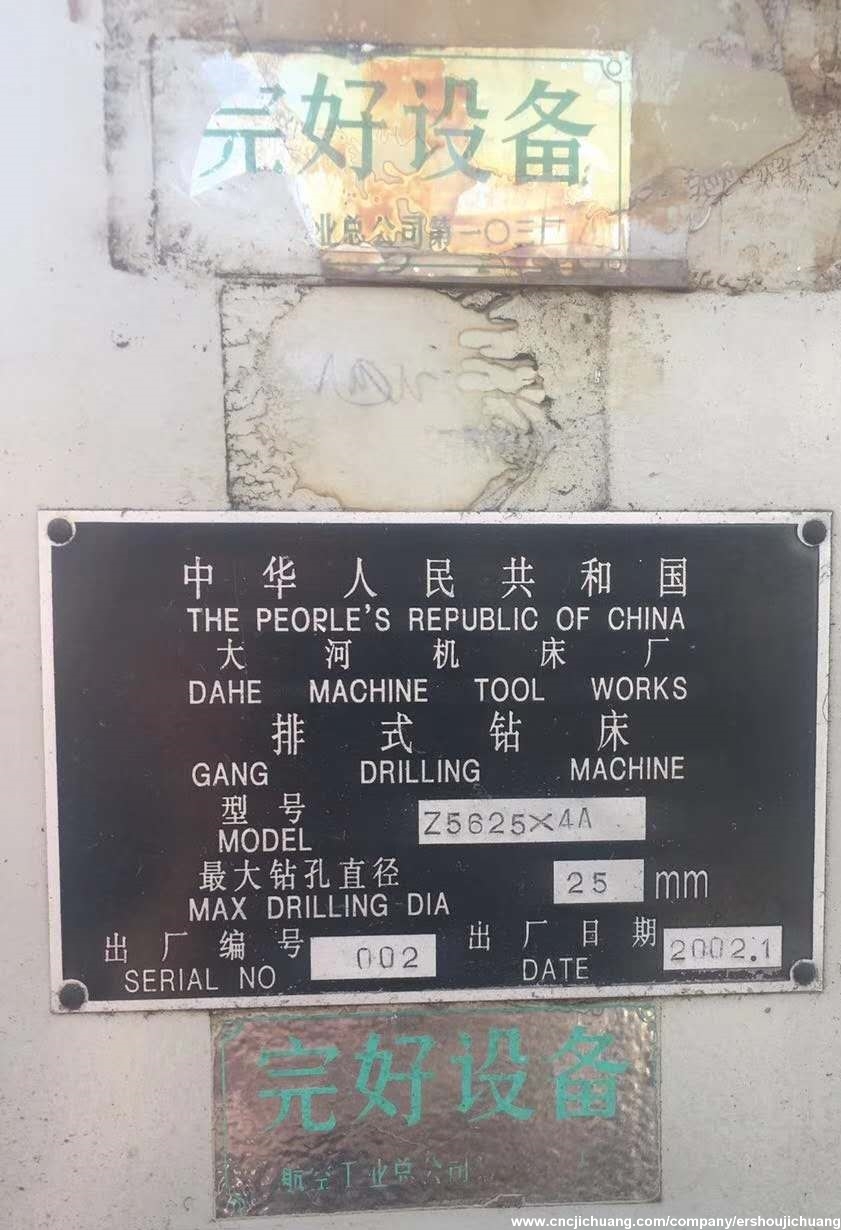 完好设备
业总公司第一〇三厂
中华人民共和国
THE PEORLE'S REPUBLIC OF CHINA
大河机床厂
DAHE MACHINE TOOL WORKS
排式钻床
GANG DRILLING MACHINE
型号
MODEL
Z5625×4A
最大钻孔直径
MAX DRILLING DIA
25 mm
出厂编号
SERIAL NO
002
出厂日期
DATE
2002.1
完好设备
航空工业总公司
www.cncjichuang.com/company/ershoujichuang